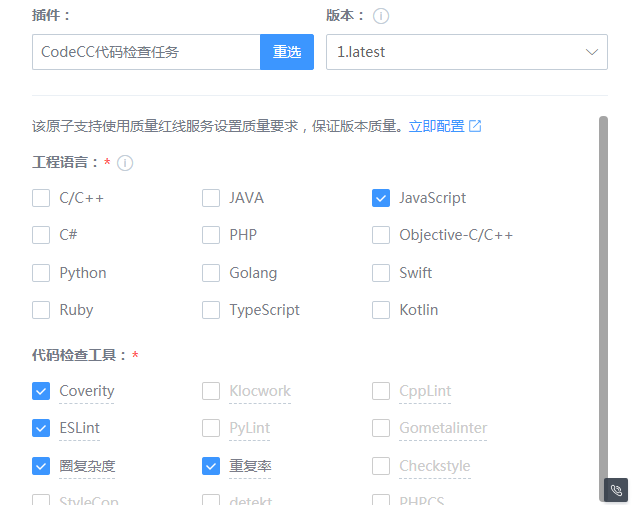 插件： 版本：
CodeCC代码检查任务 重选 1.latest
该原子支持使用质量红线服务设置质量要求，保证版本质量。立即配置
工程语言：*
C/C++ JAVA JavaScript
C# PHP Objective-C/C++
Python Golang Swift
Ruby TypeScript Kotlin
代码检查工具：*
Coverity Klocwork CppLint
ESLint PyLint Gometalinter
圈复杂度 重复率 Checkstyle
StyleCop detekt PHPCS